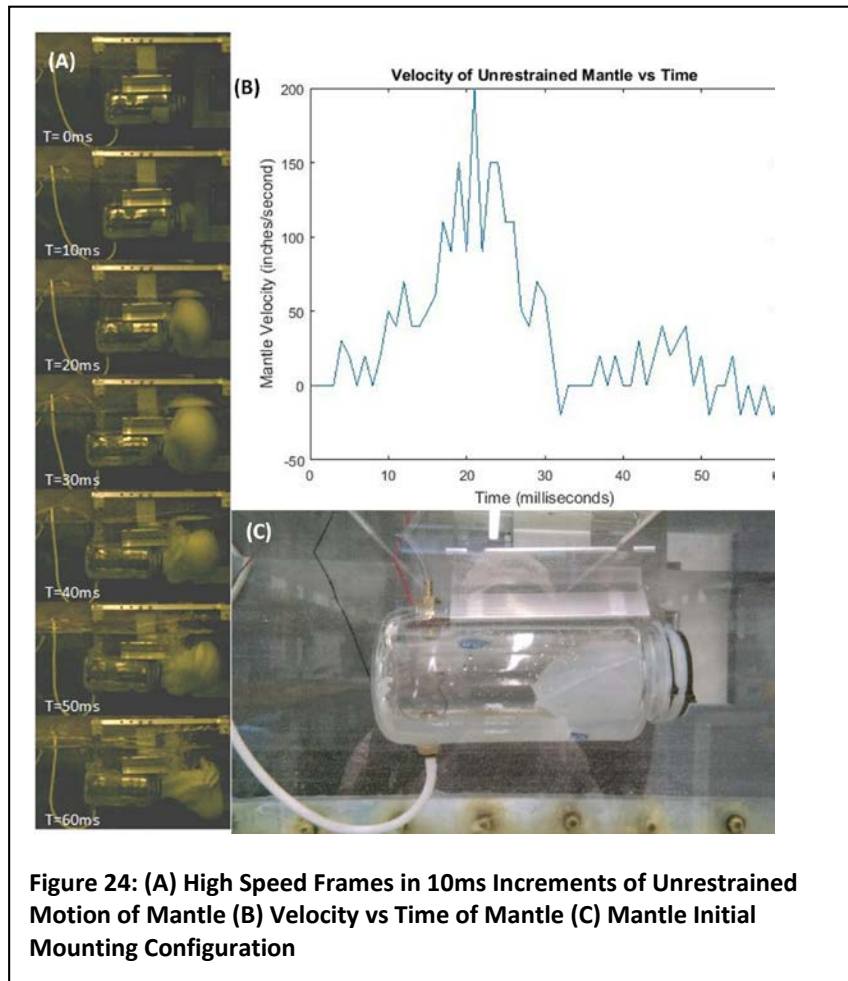 (A)
T= 0ms
T=10ms
T=20ms
T=30ms
T=40ms
T=50ms
T=60ms
(B)
Velocity of Unrestrained Mantle vs Time
Mantle Velocity (inches/second)
200
150
100
50
0
-50
0
10
20
30
40
50
Time (milliseconds)
(C)
Figure 24: (A) High Speed Frames in 10ms Increments of Unrestrained
Motion of Mantle (B) Velocity vs Time of Mantle (C) Mantle Initial
Mounting Configuration